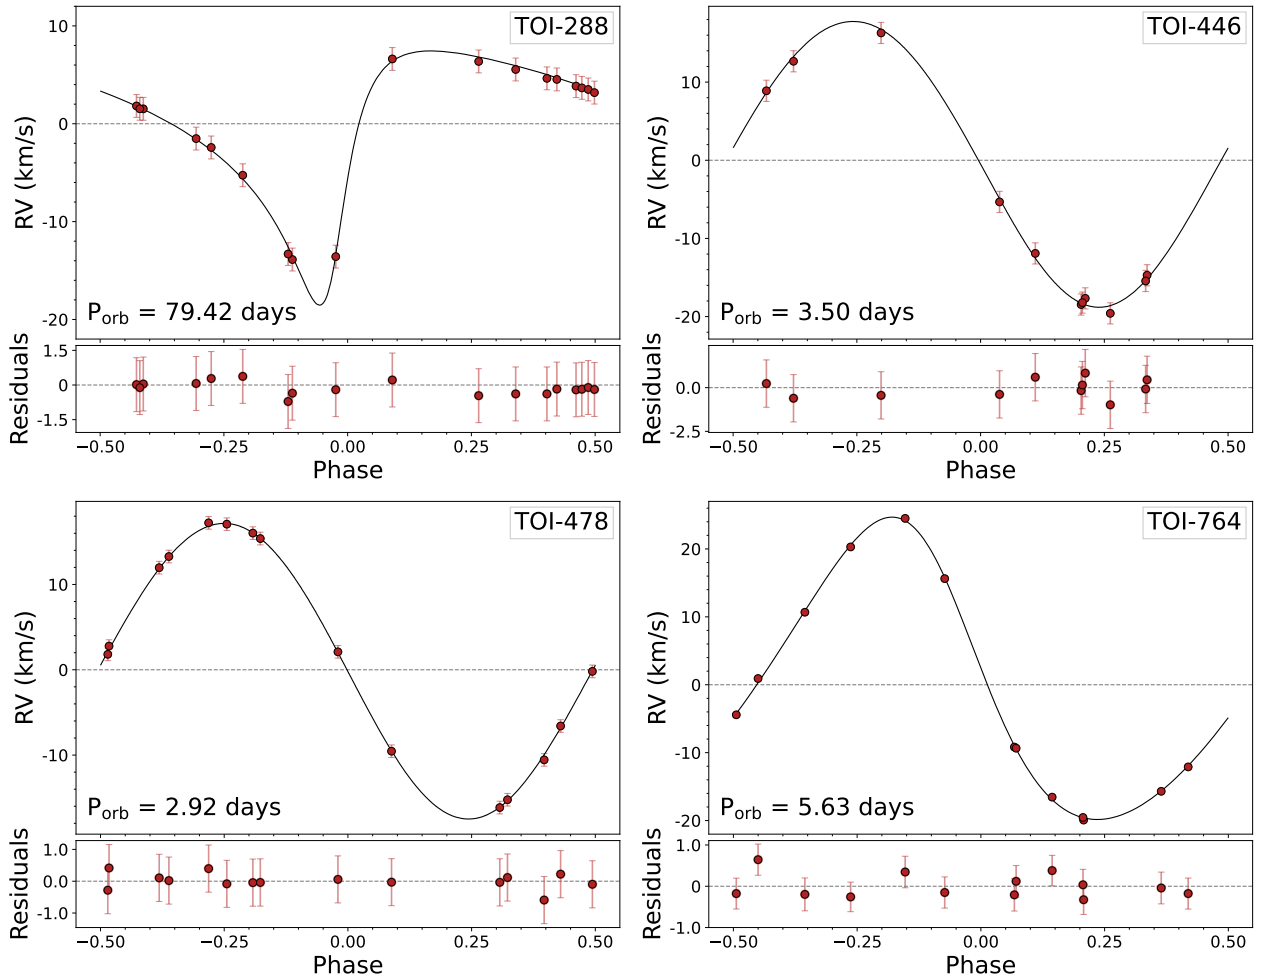 TOI-288
RV (km/s)
10
0
-10
-20
P_orb = 79.42 days
Residuals
1.5
0
-1.5
−0.50 −0.25 0.00 0.25 0.50
Phase
TOI-446
RV (km/s)
10
0
-10
-20
P_orb = 3.50 days
Residuals
0.0
-2.5
−0.50 −0.25 0.00 0.25 0.50
Phase
TOI-478
RV (km/s)
10
0
-10
P_orb = 2.92 days
Residuals
1.0
0.0
-1.0
−0.50 −0.25 0.00 0.25 0.50
Phase
TOI-764
RV (km/s)
20
10
0
-10
-20
P_orb = 5.63 days
Residuals
1.0
0
-1.0
−0.50 −0.25 0.00 0.25 0.50
Phase